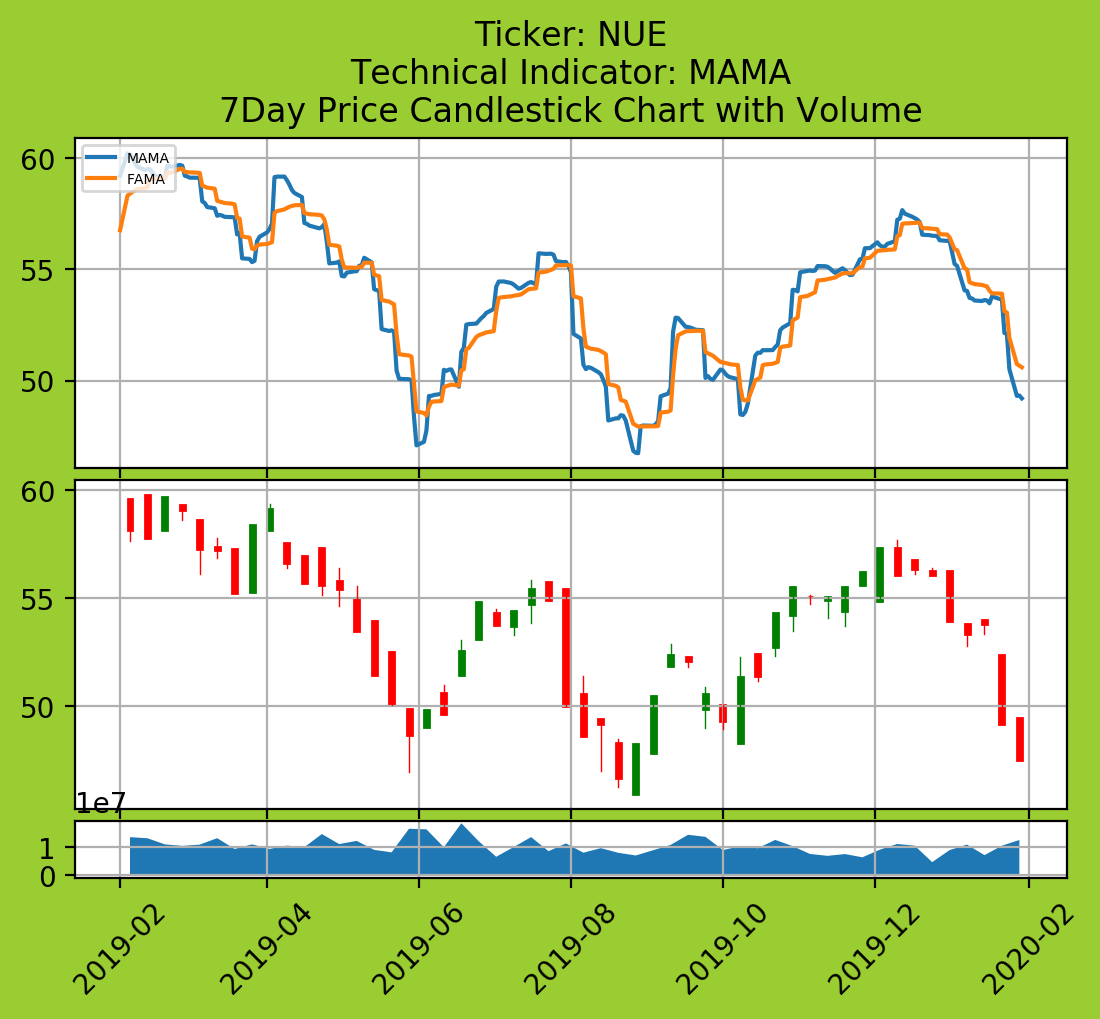 Ticker: NUE
Technical Indicator: MAMA
7Day Price Candlestick Chart with Volume
MAMA
FAMA
60
55
50
60
55
50
1e7
1
0
2019-02
2019-04
2019-06
2019-08
2019-10
2019-12
2020-02